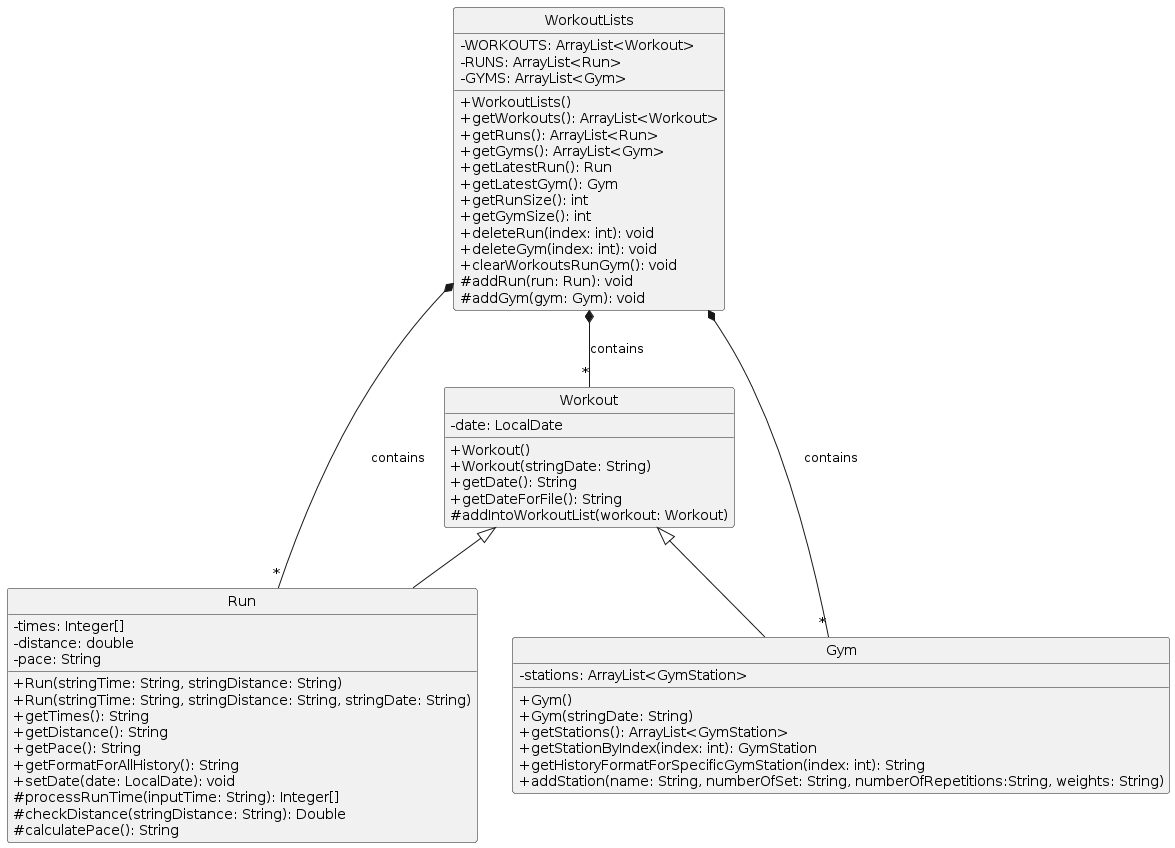 WorkoutLists
-WORKOUTS: ArrayList<Workout>
-RUNS: ArrayList<Run>
-GYMS: ArrayList<Gym>
+WorkoutLists()
+getWorkouts(): ArrayList<Workout>
+getRuns(): ArrayList<Run>
+getGyms(): ArrayList<Gym>
+getLatestRun(): Run
+getLatestGym(): Gym
+getRunSize(): int
+getGymSize(): int
+deleteRun(index: int): void
+deleteGym(index: int): void
+clearWorkoutsRunGym(): void
#addRun(run: Run): void
#addGym(gym: Gym): void
contains
*
Workout
-date: LocalDate
+Workout()
+Workout(stringDate: String)
+getDate(): String
+getDateForFile(): String
#addIntoWorkoutList(workout: Workout)
contains
contains
*
*
Run
-times: Integer[]
-distance: double
-pace: String
+Run(stringTime: String, stringDistance: String)
+Run(stringTime: String, stringDistance: String, stringDate: String)
+getTimes(): String
+getDistance(): String
+getPace(): String
+getFormatForAllHistory(): String
+setDate(date: LocalDate): void
#processRunTime(inputTime: String): Integer[]
#checkDistance(stringDistance: String): Double
#calculatePace(): String
Gym
-stations: ArrayList<GymStation>
+Gym()
+Gym(stringDate: String)
+getStations(): ArrayList<GymStation>
+getStationByIndex(index: int): GymStation
+getHistoryFormatForSpecificGymStation(index: int): String
+addStation(name: String, numberOfSet: String, numberOfRepetitions:String, weights: String)